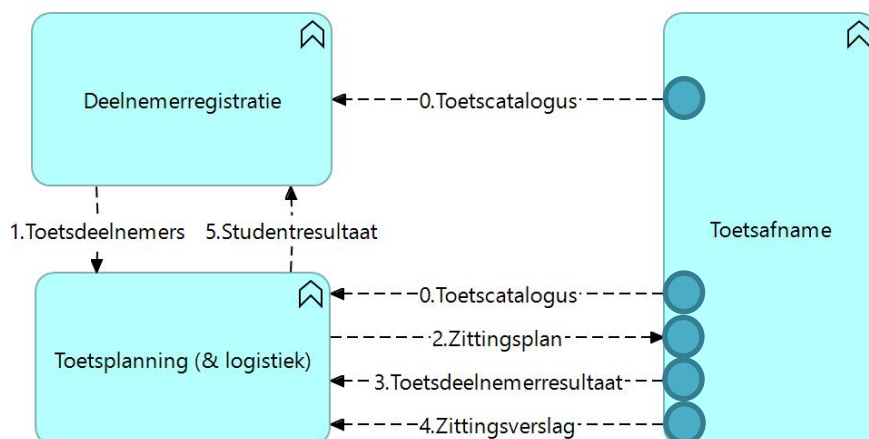 Deelnemerregistratie
0.Toetscatalogus
1.Toetsdeelnemers
5.Studentresultaat
Toetsafname
0.Toetscatalogus
2.Zittingsplan
Toetsplanning (& logistiek)
3.Toetsdeelnemerresultaat
4.Zittingsverslag